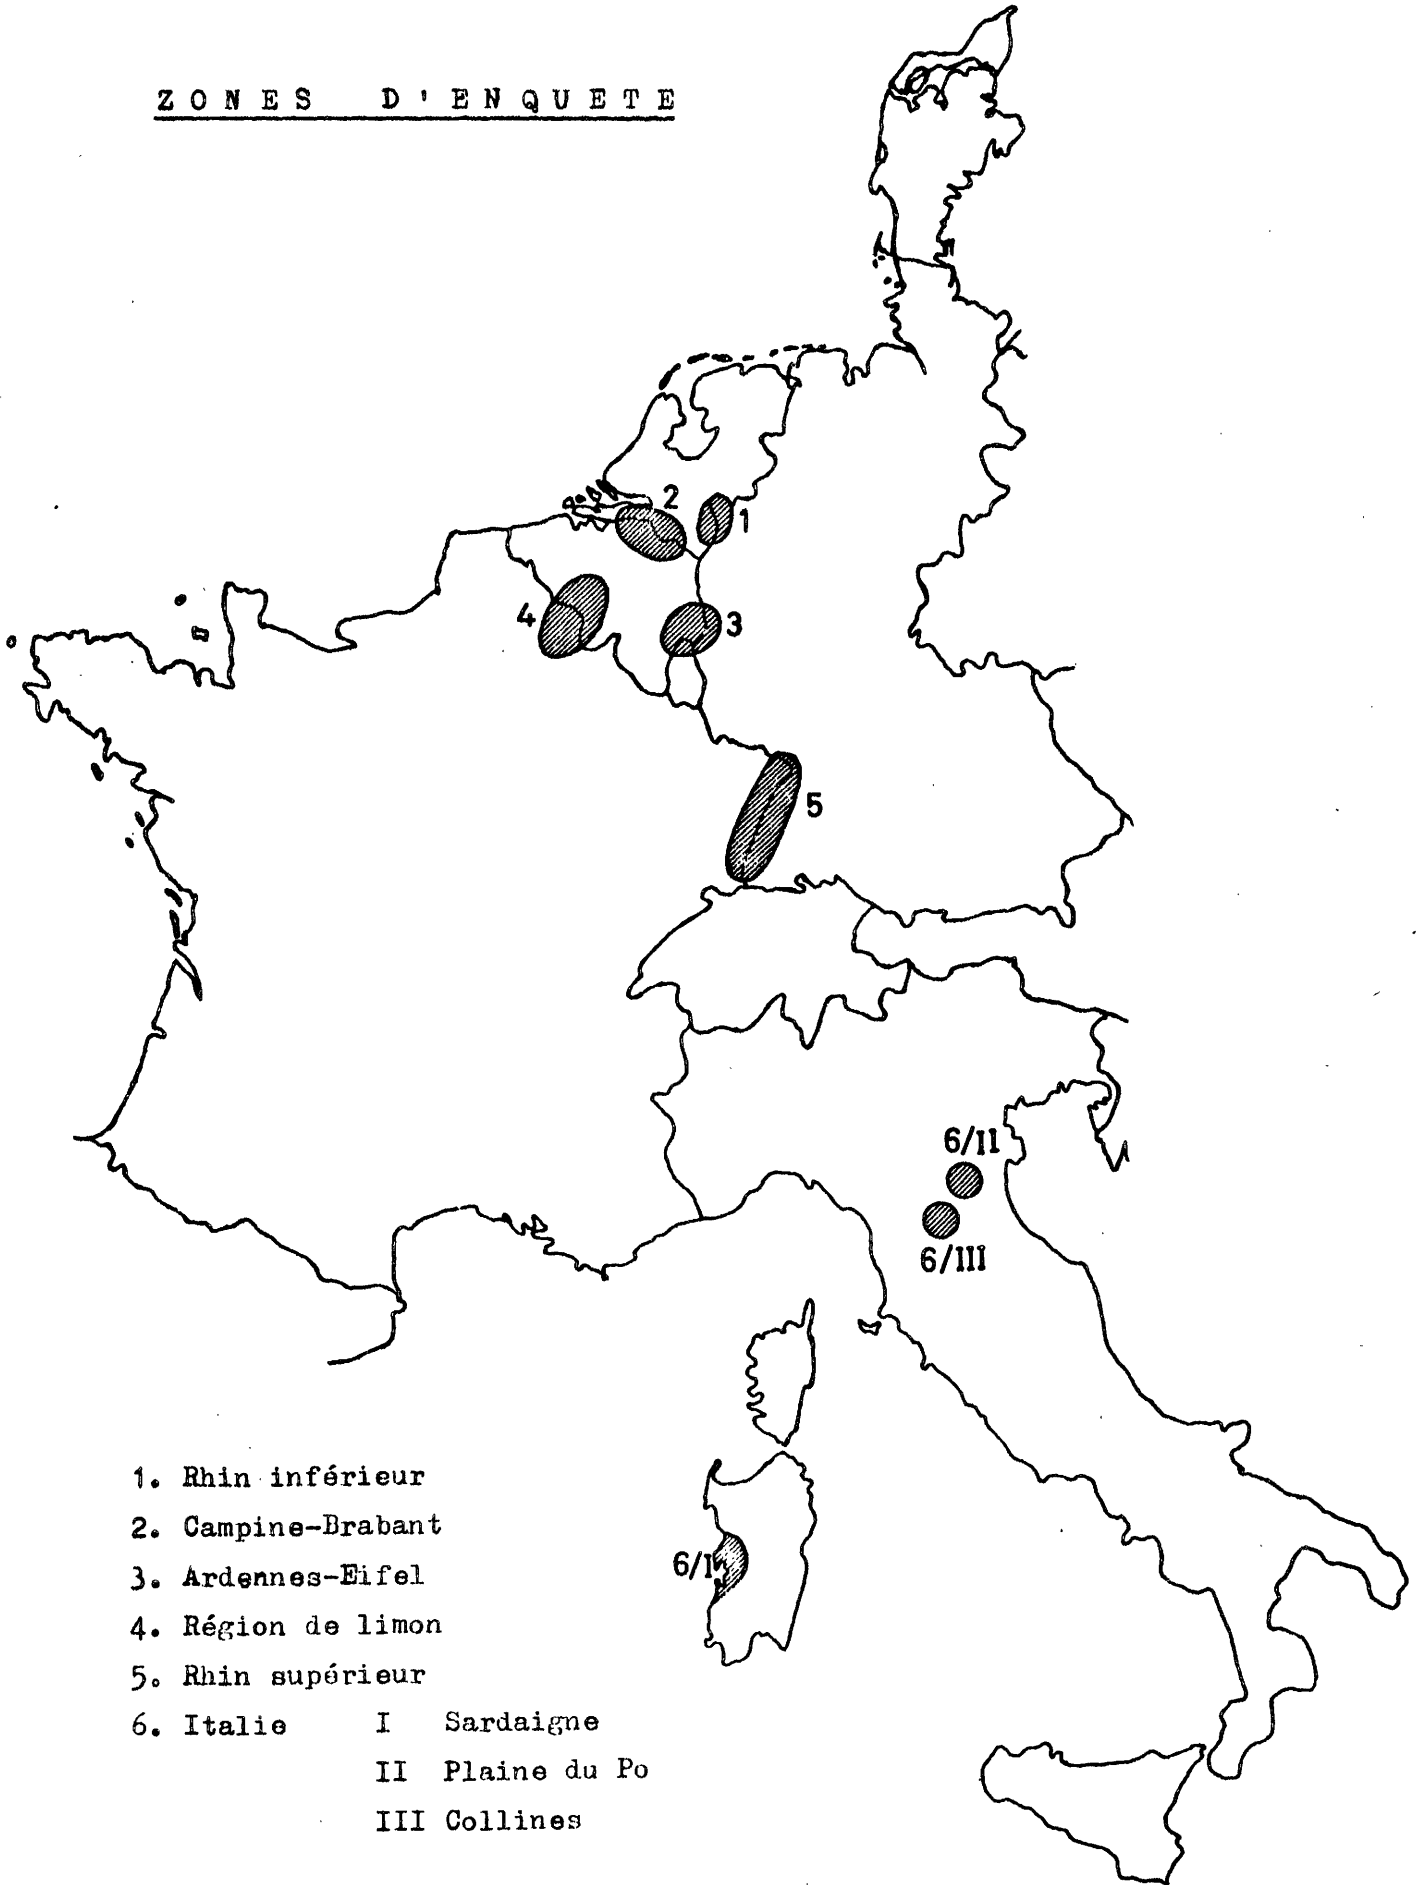 ZONES D'ENQUETE
2
1
4
3
5
6/II
6/III
6/I
1. Rhin inférieur
2. Campine-Brabant
3. Ardennes-Eifel
4. Région de limon
5. Rhin supérieur
6. Italie I Sardaigne
II Plaine du Po
III Collines